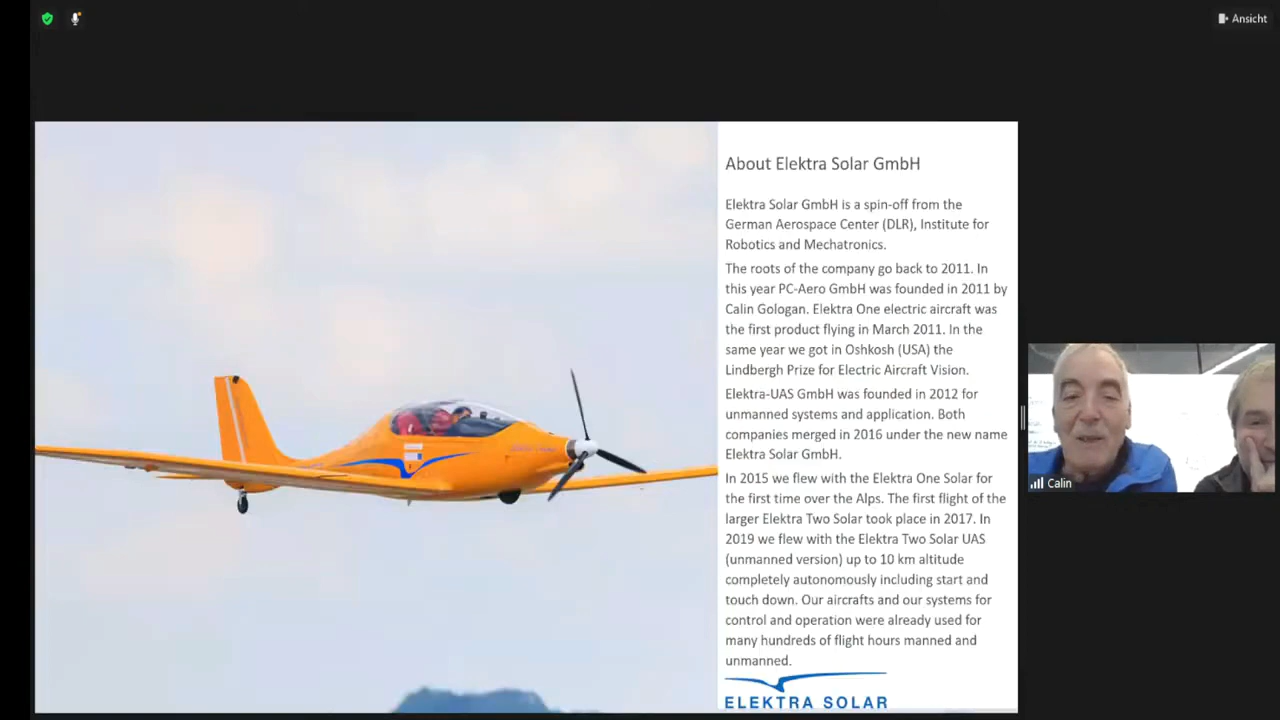 Ansicht
About Elektra Solar GmbH
Elektra Solar GmbH is a spin-off from the
German Aerospace Center (DLR), Institute for
Robotics and Mechatronics.
The roots of the company go back to 2011. In
this year PC-Aero GmbH was founded in 2011 by
Calin Gologan. Elektra One electric aircraft was
the first product flying in March 2011. In the
same year we got in Oshkosh (USA) the
Lindbergh Prize for Electric Aircraft Vision.
Elektra-UAS GmbH was founded in 2012 for
unmanned systems and application. Both
companies merged in 2016 under the new name
Elektra Solar GmbH.
In 2015 we flew with the Elektra One Solar for
the first time over the Alps. The first flight of the
larger Elektra Two Solar took place in 2017. In
2019 we flew with the Elektra Two Solar UAS
(unmanned version) up to 10 km altitude
completely autonomously including start and
touch down. Our aircrafts and our systems for
control and operation were already used for
many hundreds of flight hours manned and
unmanned.
ELEKTRA SOLAR
Calin